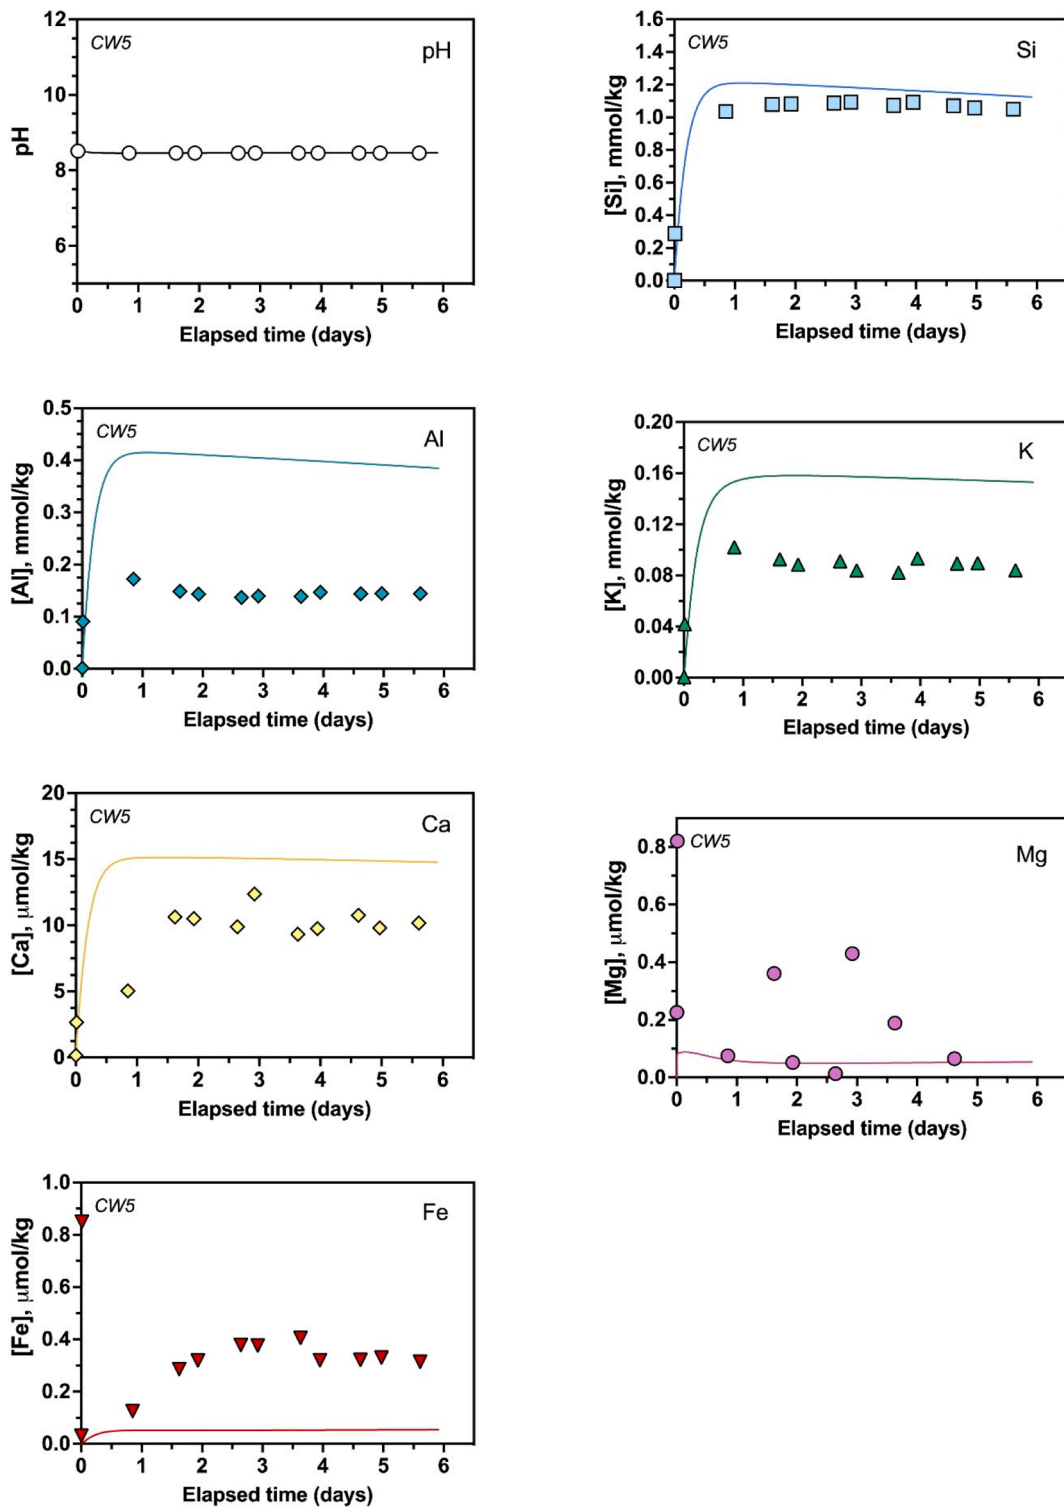 CW5
pH
12
10
8
6
pH
0 1 2 3 4 5 6
Elapsed time (days)
CW5
Si
1.6
1.4
1.2
1.0
0.8
0.6
0.4
0.2
0.0
[Si], mmol/kg
0 1 2 3 4 5 6
Elapsed time (days)
CW5
Al
0.5
0.4
0.3
0.2
0.1
0.0
[Al], mmol/kg
0 1 2 3 4 5 6
Elapsed time (days)
CW5
K
0.20
0.16
0.12
0.08
0.04
0.00
[K], mmol/kg
0 1 2 3 4 5 6
Elapsed time (days)
CW5
Ca
20
15
10
5
0
[Ca], µmol/kg
0 1 2 3 4 5 6
Elapsed time (days)
CW5
Mg
0.8
0.6
0.4
0.2
0.0
[Mg], µmol/kg
0 1 2 3 4 5 6
Elapsed time (days)
CW5
Fe
1.0
0.8
0.6
0.4
0.2
0.0
[Fe], µmol/kg
0 1 2 3 4 5 6
Elapsed time (days)